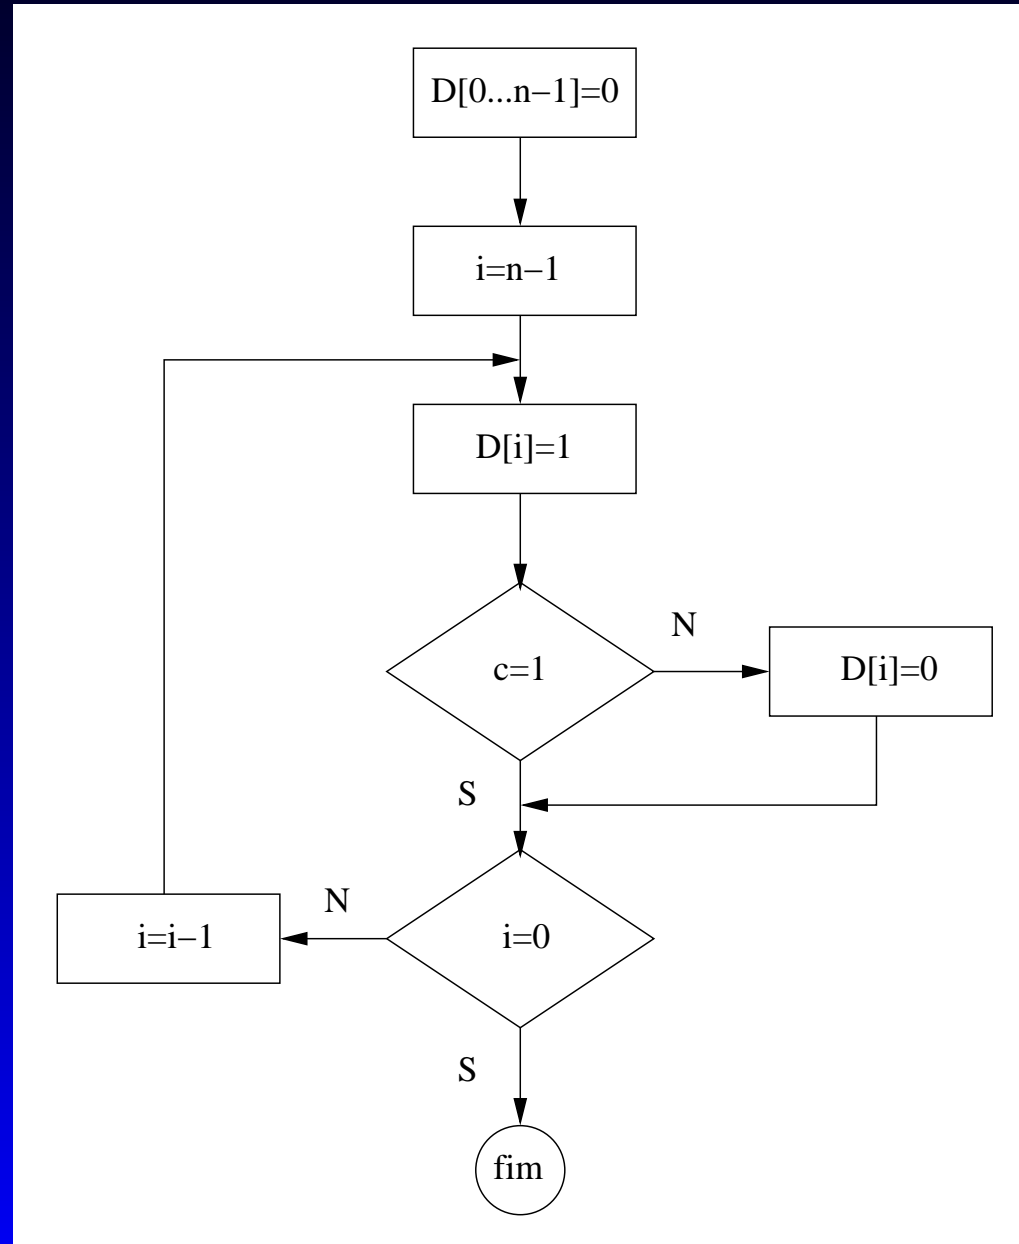 D[0...n−1]=0
i=n−1
D[i]=1
N
c=1
D[i]=0
S
N
i=i−1
i=0
S
fim